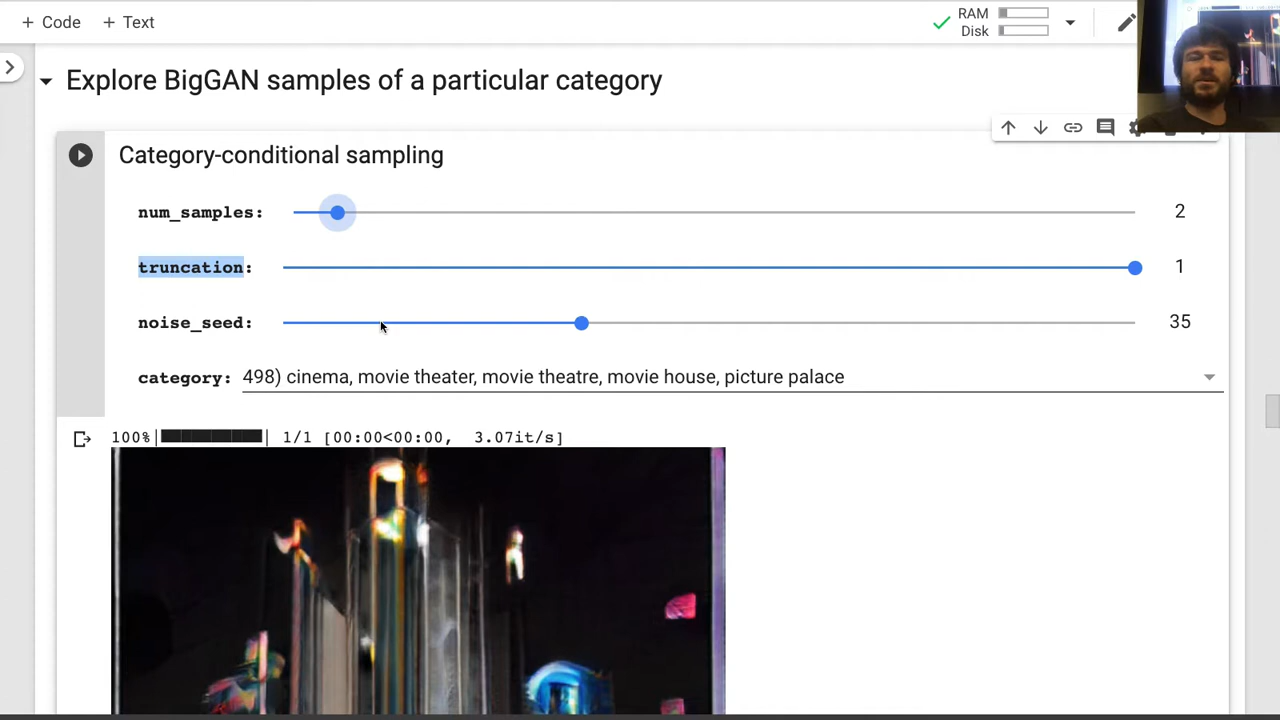 + Code + Text
RAM
Disk
Explore BigGAN samples of a particular category
Category-conditional sampling
num_samples: 2
truncation: 1
noise_seed: 35
category: 498) cinema, movie theater, movie theatre, movie house, picture palace
100%|██████████| 1/1 [00:00<00:00, 3.07it/s]